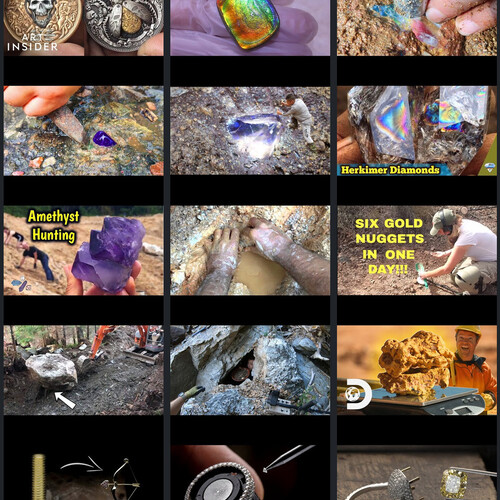 ART
INSIDER
Herkimer Diamonds
Amethyst
Hunting
SIX GOLD
NUGGETS
IN ONE
DAY!!!
D